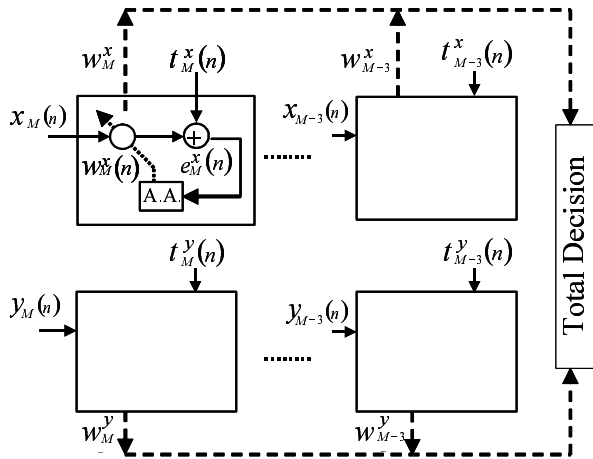 w_M^x t_M^x(n) w_{M-3}^x t_{M-3}^x(n)
x_M(n) x_{M-3}(n)
+
w_M^x(n) e_M^x(n)
A.A.
Total Decision
t_M^y(n) t_{M-3}^y(n)
y_M(n) y_{M-3}(n)
w_M^y w_{M-3}^y